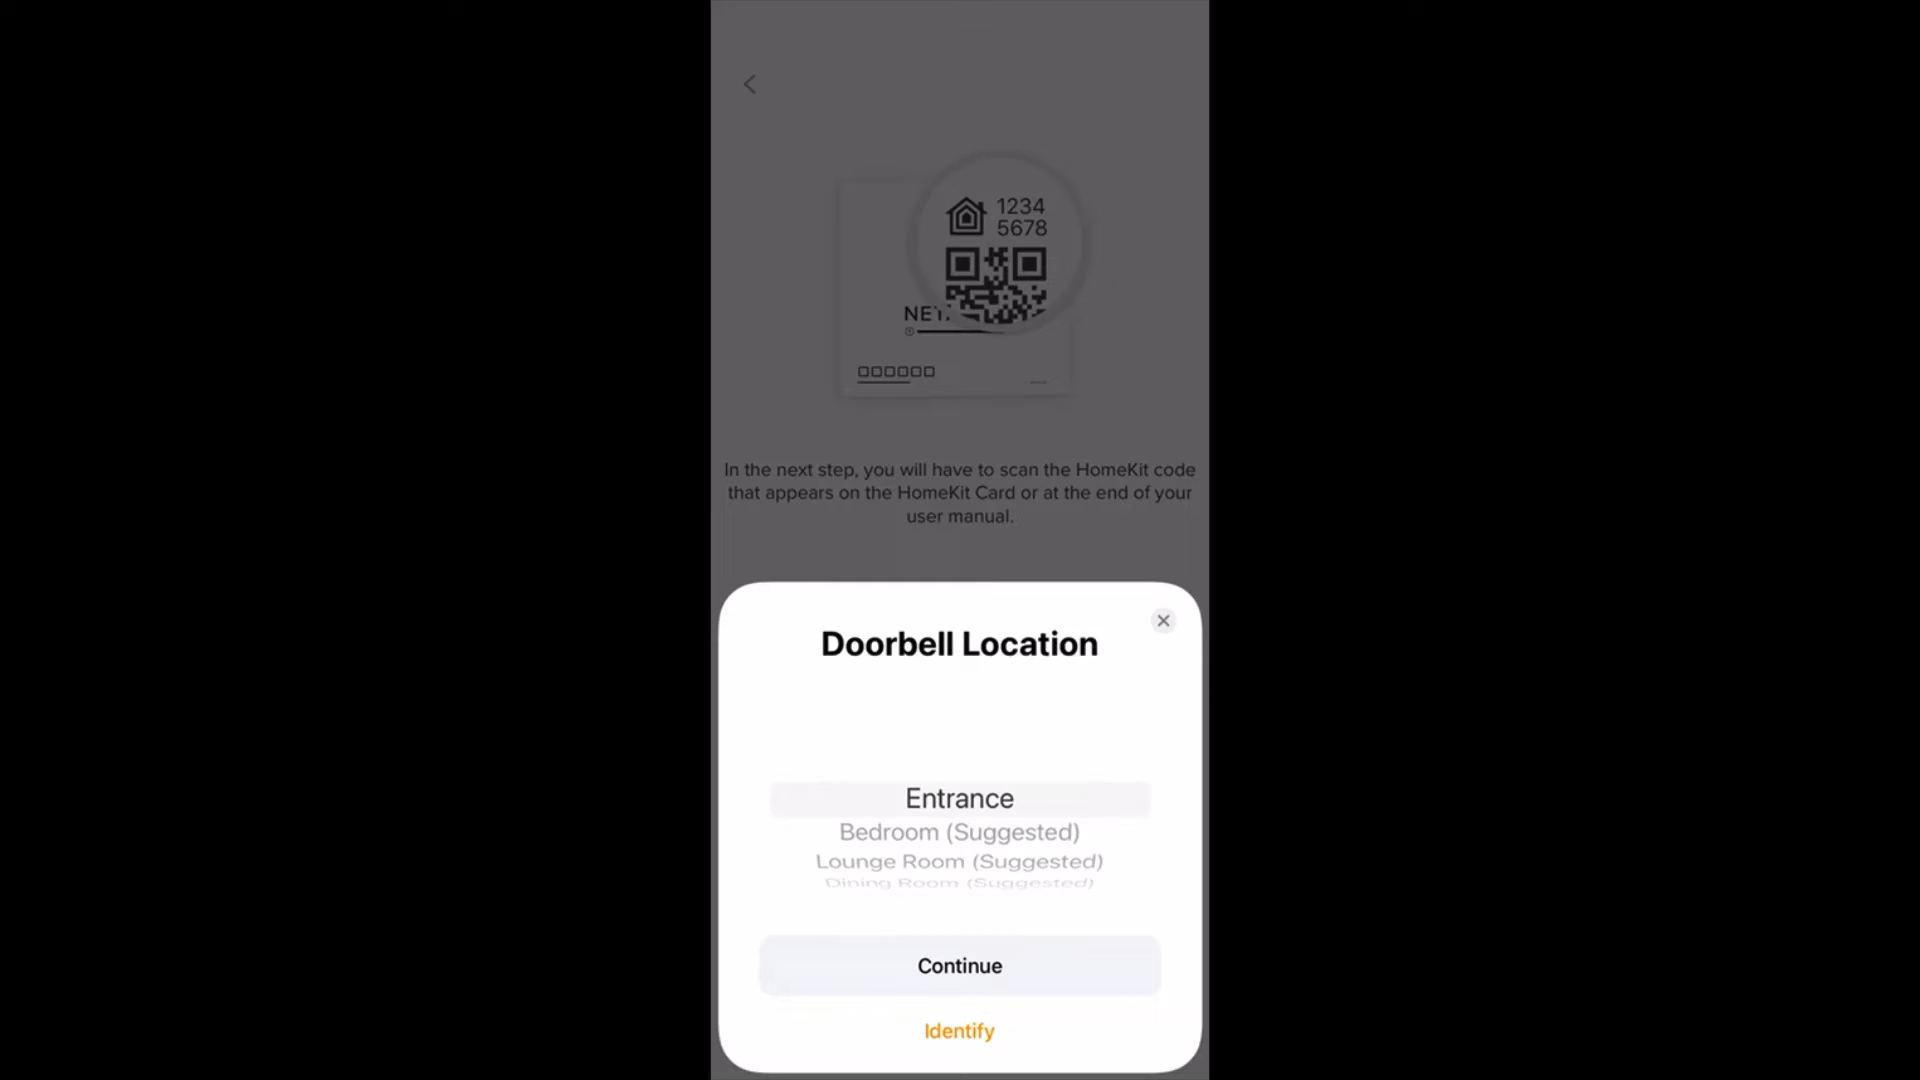 1234
5678
NET
In the next step, you will have to scan the HomeKit code
that appears on the HomeKit Card or at the end of your
user manual.
Doorbell Location
Entrance
Bedroom (Suggested)
Lounge Room (Suggested)
Dining Room (Suggested)
Continue
Identify